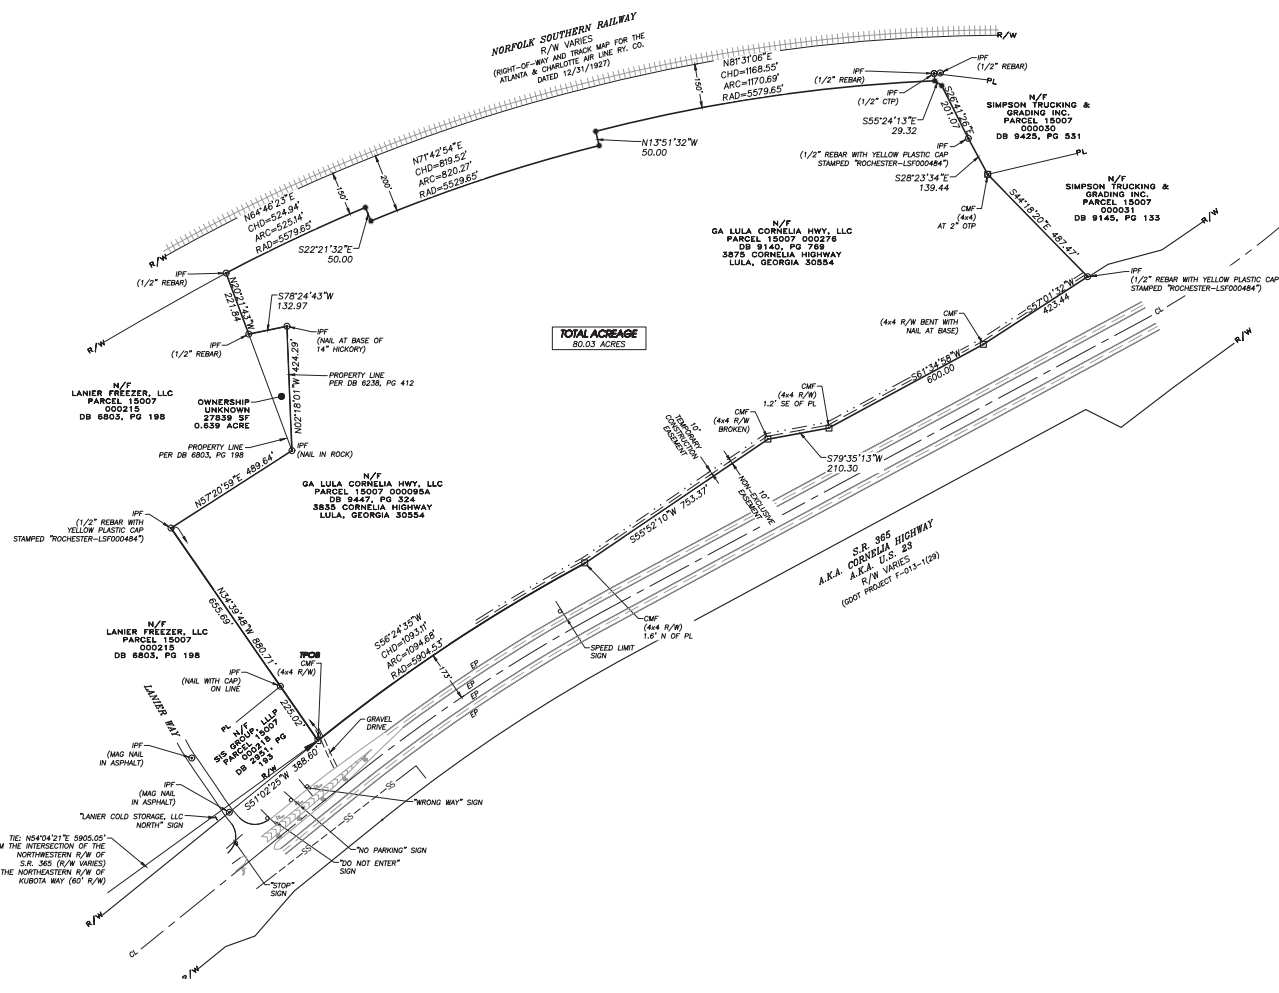 NORFOLK SOUTHERN RAILWAY
R/W VARIES
(RIGHT-OF-WAY AND TRACK MAP FOR THE
ATLANTA & CHARLOTTE AIR LINE RY. CO.
DATED 12/31/1927)
R/W
N81°31'06"E
CHD=1168.55'
ARC=1170.69'
RAD=5579.65'
150'
IPF
(1/2" REBAR)
IPF
(1/2" REBAR)
PL
IPF
(1/2" CTP)
S26°41'26"E
201.07
S55°24'13"E
29.32
N/F
SIMPSON TRUCKING &
GRADING INC.
PARCEL 15007
000030
DB 9425, PG 531
IPF
(1/2" REBAR WITH YELLOW PLASTIC CAP
STAMPED "ROCHESTER-LSF000484")
PL
S28°23'34"E
139.44
N/F
SIMPSON TRUCKING &
GRADING INC.
PARCEL 15007
000031
DB 9145, PG 133
CMF
(4x4)
AT 2" OTP
S44°18'20"E 487.47'
R/W
N13°51'32"W
50.00
N71°42'54"E
CHD=819.52'
ARC=820.27'
RAD=5529.65'
200'
150'
N64°46'23"E
CHD=524.94'
ARC=525.14'
RAD=5579.65'
R/W
S22°21'32"E
50.00
IPF
(1/2" REBAR)
N20°21'43"W
221.84
S78°24'43"W
132.97
IPF
(1/2" REBAR)
IPF
(NAIL AT BASE OF
14" HICKORY)
R/W
N/F
GA LULA CORNELIA HWY, LLC
PARCEL 15007 000276
DB 9140, PG 769
3875 CORNELIA HIGHWAY
LULA, GEORGIA 30554
IPF
(1/2" REBAR WITH YELLOW PLASTIC CAP
STAMPED "ROCHESTER-LSF000484")
S57°01'32"W
423.44
CL
R/W
CMF
(4x4 R/W BENT WITH
NAIL AT BASE)
TOTAL ACREAGE
80.03 ACRES
N02°18'01"W 424.29'
PROPERTY LINE
PER DB 6238, PG 412
N/F
LANIER FREEZER, LLC
PARCEL 15007
000215
DB 6803, PG 198
OWNERSHIP
UNKNOWN
27839 SF
0.639 ACRE
PROPERTY LINE
PER DB 6803, PG 198
IPF
(NAIL IN ROCK)
S61°34'58"W
600.00
CMF
(4x4 R/W)
1.2' SE OF PL
CMF
(4x4 R/W
BROKEN)
S79°35'13"W
210.30
10'
TEMPORARY
CONSTRUCTION
EASEMENT
10'
NON-EXCLUSIVE
EASEMENT
N57°20'59"E 489.64'
N/F
GA LULA CORNELIA HWY, LLC
PARCEL 15007 000095A
DB 9447, PG 324
3835 CORNELIA HIGHWAY
LULA, GEORGIA 30554
IPF
(1/2" REBAR WITH
YELLOW PLASTIC CAP
STAMPED "ROCHESTER-LSF000484")
S55°52'10"W 753.37'
S.R. 365
A.K.A. CORNELIA HIGHWAY
A.K.A. U.S. 23
R/W VARIES
(GDOT PROJECT F-013-1(29)
N34°39'48"W 880.71'
655.69'
N/F
LANIER FREEZER, LLC
PARCEL 15007
000215
DB 6803, PG 198
S56°24'35"W
CHD=1093.11'
ARC=1094.68'
RAD=5904.53'
173'
CMF
(4x4 R/W)
1.6' N OF PL
SPEED LIMIT
SIGN
EP
EP
EP
EP
TPOB
CMF
(4x4 R/W)
IPF
(NAIL WITH CAP)
ON LINE
225.02'
LANIER WAY
PL
N/F
SIS GROUP, LLLP
PARCEL 15007
000218
DB 2951, PG
193
R/W
GRAVEL
DRIVE
S51°02'25"W 388.60'
IPF
(MAG NAIL
IN ASPHALT)
IPF
(MAG NAIL
IN ASPHALT)
"WRONG WAY" SIGN
SS
SS
SS
"LANIER COLD STORAGE, LLC
NORTH" SIGN
"NO PARKING" SIGN
"DO NOT ENTER"
SIGN
"STOP"
SIGN
TIE: N54°04'21"E 5905.05'
M THE INTERSECTION OF THE
NORTHWESTERN R/W OF
S.R. 365 (R/W VARIES)
THE NORTHEASTERN R/W OF
KUBOTA WAY (60' R/W)
R/W
CL
R/W